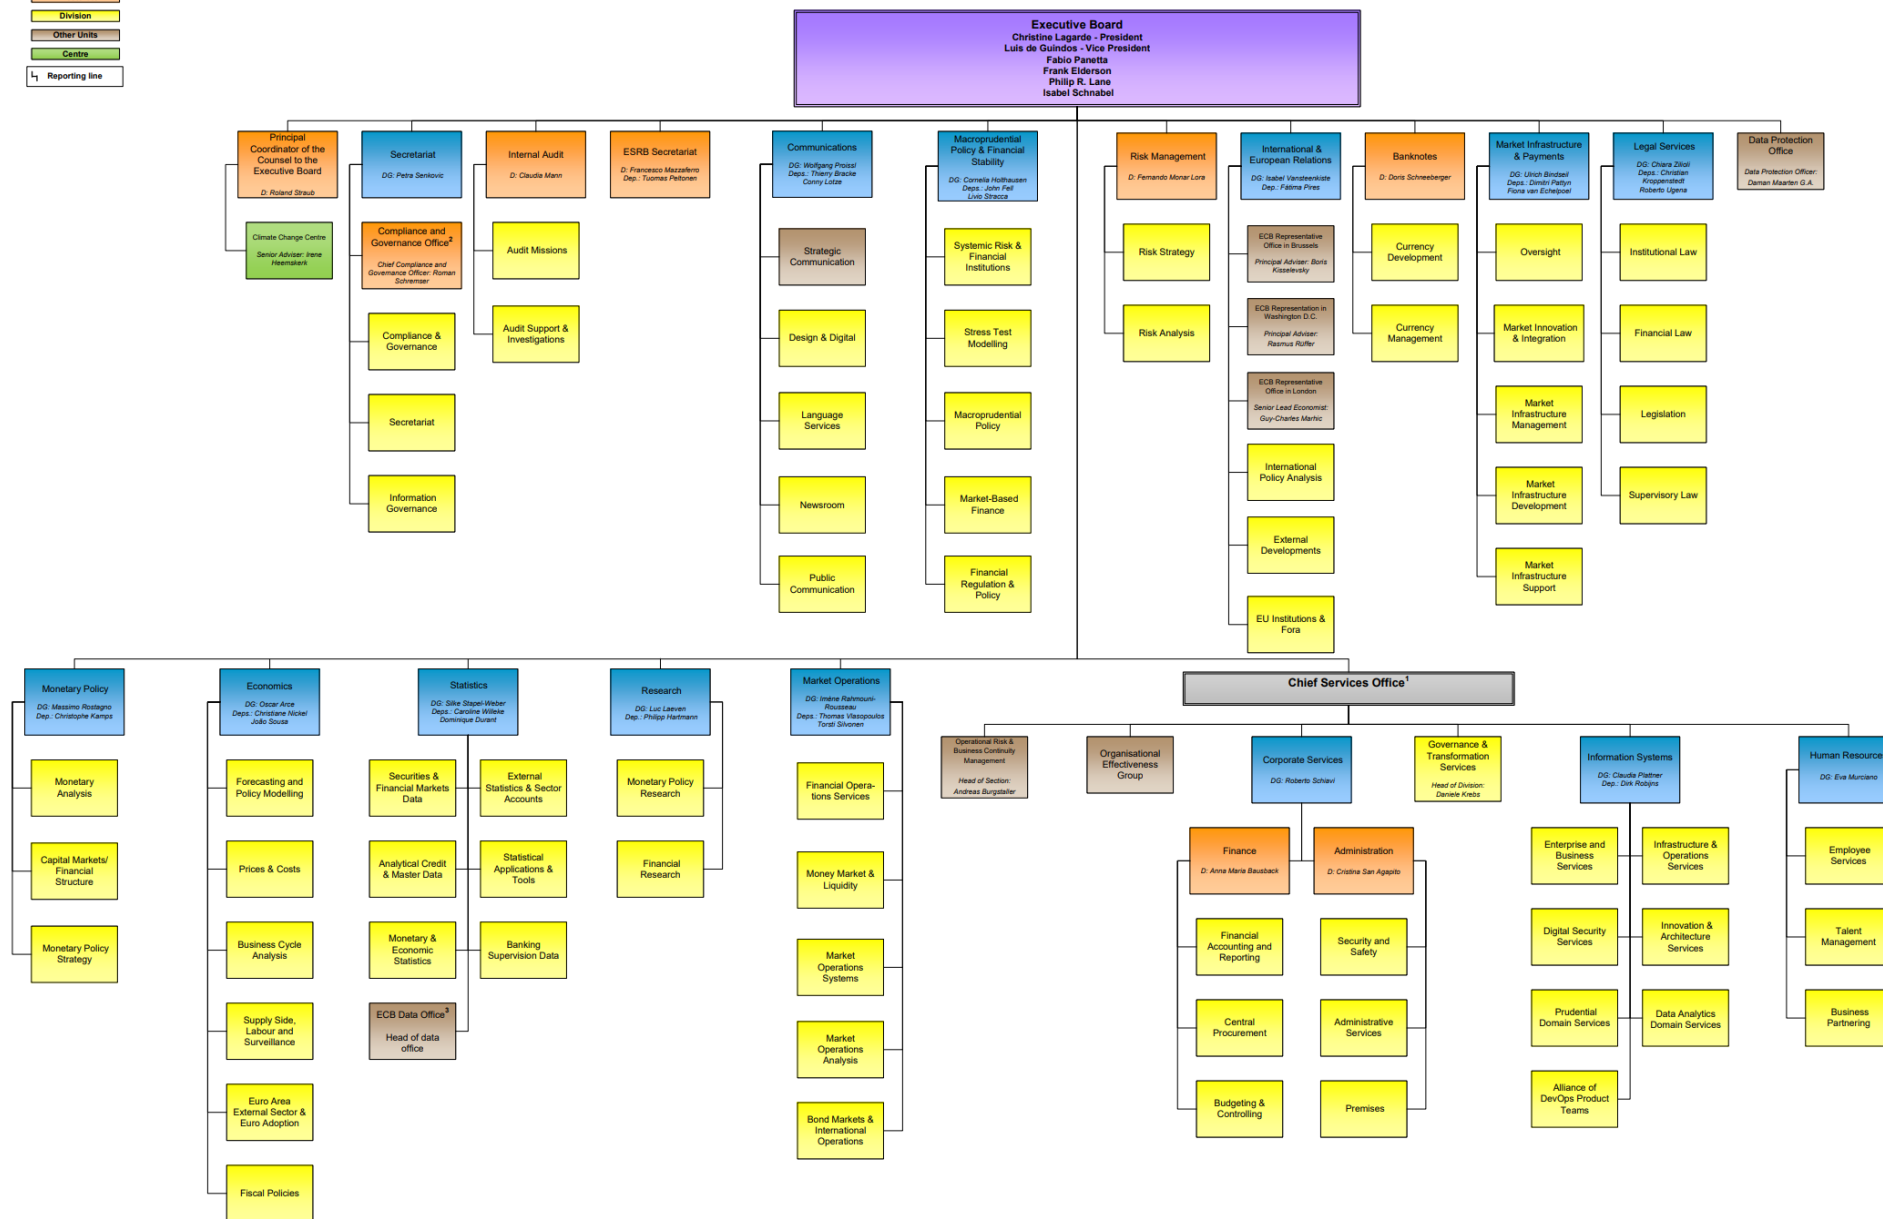 Division
Other Units
Centre
Reporting line
Executive Board
Christine Lagarde - President
Luis de Guindos - Vice President
Fabio Panetta
Frank Elderson
Philip R. Lane
Isabel Schnabel
Principal
Coordinator of the
Counsel to the
Executive Board
D: Roland Straub
Climate Change Centre
Senior Adviser: Irene
Heemskerk
Secretariat
DG: Petra Senkovic
Compliance and
Governance Office2
Chief Compliance and
Governance Officer: Roman
Schremser
Compliance &
Governance
Secretariat
Information
Governance
Internal Audit
D: Claudia Mann
Audit Missions
Audit Support &
Investigations
ESRB Secretariat
D: Francesco Mazzaferro
Dep.: Tuomas Peltonen
Communications
DG: Wolfgang Proissl
Deps.: Thierry Bracke
Conny Lotze
Strategic
Communication
Design & Digital
Language
Services
Newsroom
Public
Communication
Macroprudential
Policy & Financial
Stability
DG: Cornelia Holthausen
Deps.: John Fell
Livio Stracca
Systemic Risk &
Financial
Institutions
Stress Test
Modelling
Macroprudential
Policy
Market-Based
Finance
Financial
Regulation &
Policy
Risk Management
D: Fernando Monar Lora
Risk Strategy
Risk Analysis
International &
European Relations
DG: Isabel Vansteenkiste
Dep.: Fátima Pires
ECB Representative
Office in Brussels
Principal Adviser: Boris
Kisselevsky
ECB Representation in
Washington D.C.
Principal Adviser:
Rasmus Rüffer
ECB Representative
Office in London
Senior Lead Economist:
Guy-Charles Marhic
International
Policy Analysis
External
Developments
EU Institutions &
Fora
Banknotes
D: Doris Schneeberger
Currency
Development
Currency
Management
Market Infrastructure
& Payments
DG: Ulrich Bindseil
Deps.: Dimitri Pattyn
Fiona van Echelpoel
Oversight
Market Innovation
& Integration
Market
Infrastructure
Management
Market
Infrastructure
Development
Market
Infrastructure
Support
Legal Services
DG: Chiara Zilioli
Deps.: Christian
Kroppenstedt
Roberto Ugena
Institutional Law
Financial Law
Legislation
Supervisory Law
Data Protection
Office
Data Protection Officer:
Daman Maarten G.A.
Monetary Policy
DG: Massimo Rostagno
Dep.: Christophe Kamps
Monetary
Analysis
Capital Markets/
Financial
Structure
Monetary Policy
Strategy
Economics
DG: Oscar Arce
Deps.: Christiane Nickel
João Sousa
Forecasting and
Policy Modelling
Prices & Costs
Business Cycle
Analysis
Supply Side,
Labour and
Surveillance
Euro Area
External Sector &
Euro Adoption
Fiscal Policies
Statistics
DG: Silke Stapel-Weber
Deps.: Caroline Willeke
Dominique Durant
Securities &
Financial Markets
Data
External
Statistics & Sector
Accounts
Analytical Credit
& Master Data
Statistical
Applications &
Tools
Monetary &
Economic
Statistics
Banking
Supervision Data
ECB Data Office3
Head of data
office
Research
DG: Luc Laeven
Dep.: Philipp Hartmann
Monetary Policy
Research
Financial
Research
Market Operations
DG: Imène Rahmouni-
Rousseau
Deps.: Thomas Vlasopoulos
Torsti Silvonen
Financial Opera-
tions Services
Money Market &
Liquidity
Market
Operations
Systems
Market
Operations
Analysis
Bond Markets &
International
Operations
Chief Services Office1
Operational Risk &
Business Continuity
Management
Head of Section:
Andreas Burgstaller
Organisational
Effectiveness
Group
Corporate Services
DG: Roberto Schiavi
Finance
D: Anna Maria Bausback
Financial
Accounting and
Reporting
Central
Procurement
Budgeting &
Controlling
Administration
D: Cristina San Agapito
Security and
Safety
Administrative
Services
Premises
Governance &
Transformation
Services
Head of Division:
Daniele Krebs
Information Systems
DG: Claudia Plattner
Dep.: Dirk Robijns
Enterprise and
Business
Services
Infrastructure &
Operations
Services
Digital Security
Services
Innovation &
Architecture
Services
Prudential
Domain Services
Data Analytics
Domain Services
Alliance of
DevOps Product
Teams
Human Resource
DG: Eva Murciano
Employee
Services
Talent
Management
Business
Partnering